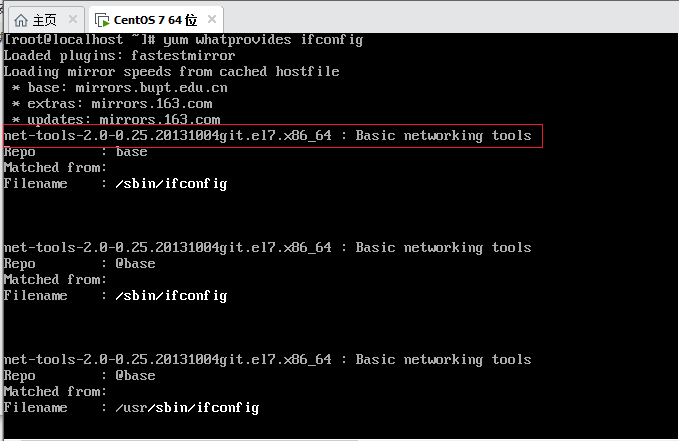 主页 × CentOS 7 64 位 ×
[root@localhost ~]# yum whatprovides ifconfig
Loaded plugins: fastestmirror
Loading mirror speeds from cached hostfile
* base: mirrors.bupt.edu.cn
* extras: mirrors.163.com
* updates: mirrors.163.com
net-tools-2.0-0.25.20131004git.el7.x86_64 : Basic networking tools
Repo        : base
Matched from:
Filename    : /sbin/ifconfig
net-tools-2.0-0.25.20131004git.el7.x86_64 : Basic networking tools
Repo        : @base
Matched from:
Filename    : /sbin/ifconfig
net-tools-2.0-0.25.20131004git.el7.x86_64 : Basic networking tools
Repo        : @base
Matched from:
Filename    : /usr/sbin/ifconfig